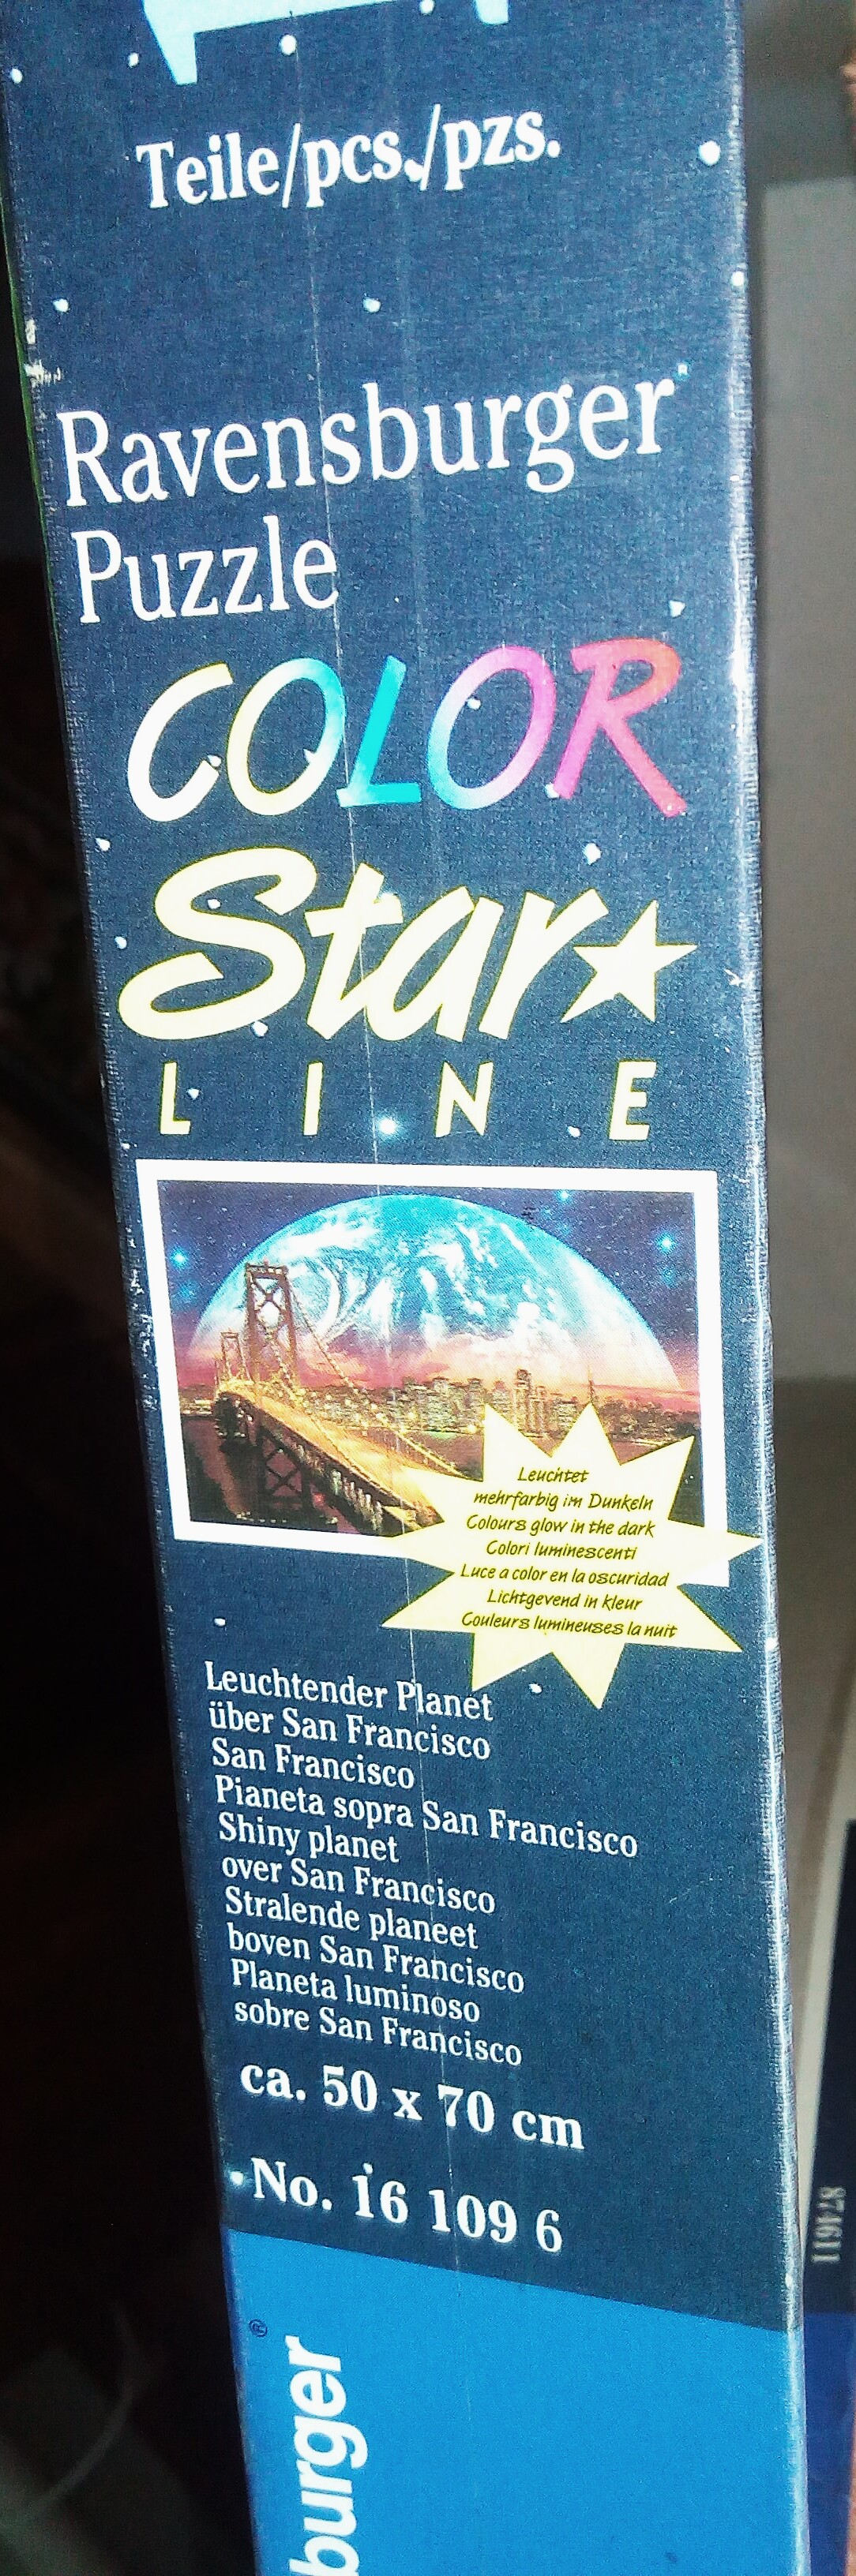 Teile/pcs./pzs.
Ravensburger®
Puzzle
COLOR
Star
LINE
Leuchtet
mehrfarbig im Dunkeln
Colours glow in the dark
Colori luminescenti
Luce a color en la oscuridad
Lichtgevend in kleur
Couleurs lumineuses la nuit
Leuchtender Planet
über San Francisco
San Francisco
Pianeta sopra San Francisco
Shiny planet
over San Francisco
Stralende planeet
boven San Francisco
Planeta luminoso
sobre San Francisco
ca. 50 x 70 cm
No. 16 109 6
burger®
874611